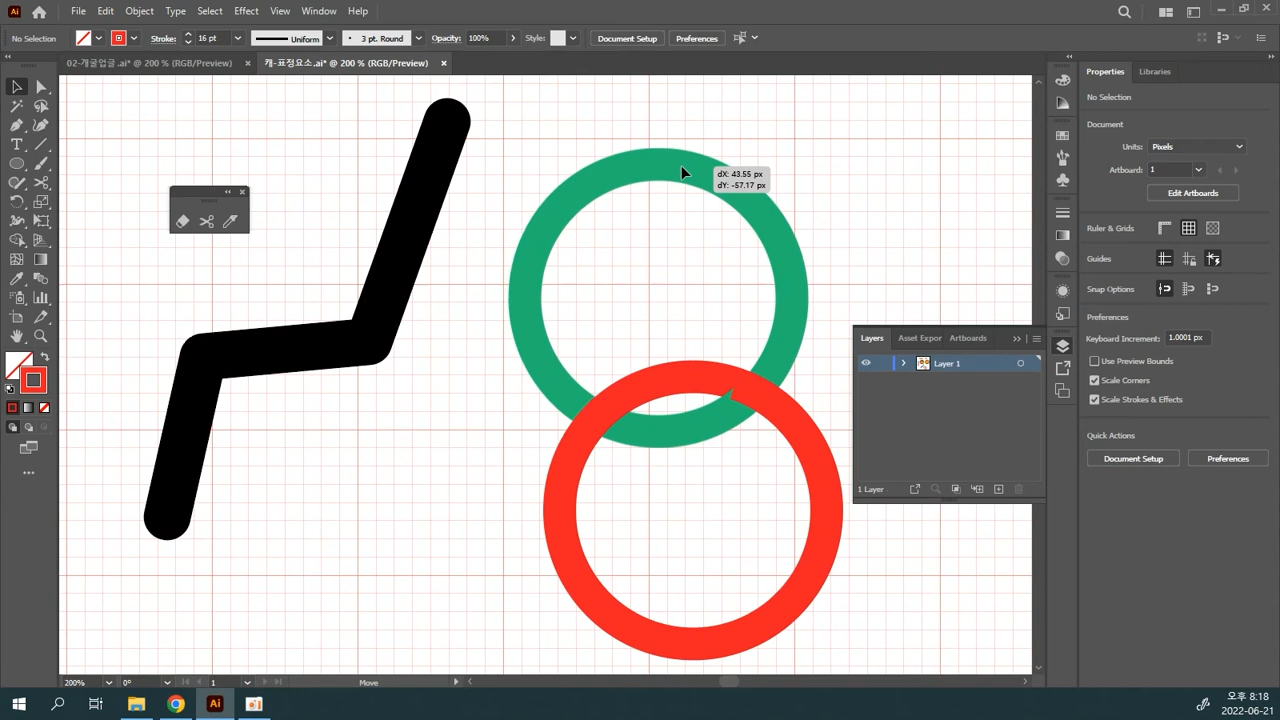 Ai File Edit Object Type Select Effect View Window Help
No Selection Stroke: 16 pt Uniform 3 pt. Round Opacity: 100% Style: Document Setup Preferences
02-개쿨업글.ai* @ 200 % (RGB/Preview) × 캐-표정요소.ai* @ 200 % (RGB/Preview) ×
Properties Libraries
No Selection
Document
Units: Pixels
Artboard: 1
Edit Artboards
Ruler & Grids
Guides
Snap Options
Preferences
Keyboard Increment: 1.0001 px
Use Preview Bounds
Scale Corners
Scale Strokes & Effects
Quick Actions
Document Setup Preferences
dX: 43.55 px
dY: -57.17 px
Layers Asset Expor Artboards
Layer 1
1 Layer
200% 0° 1 Move
Ai 오후 8:18
2022-06-21